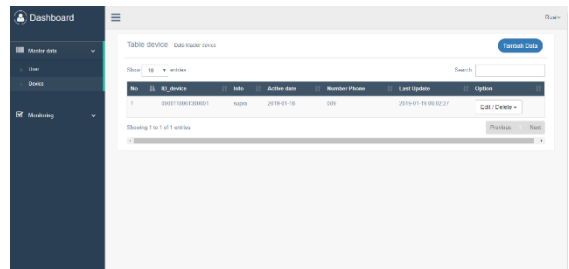 Dashboard
Master data
User
Device
Monitoring
Table device Data Master device
Tambah Data
Show 10 entries
Search
No ID_device Info Active date Number Phone Last Update Option
1 supra 2019-01-18 089 Edit / Delete
Showing 1 to 1 of 1 entries
Previous Next